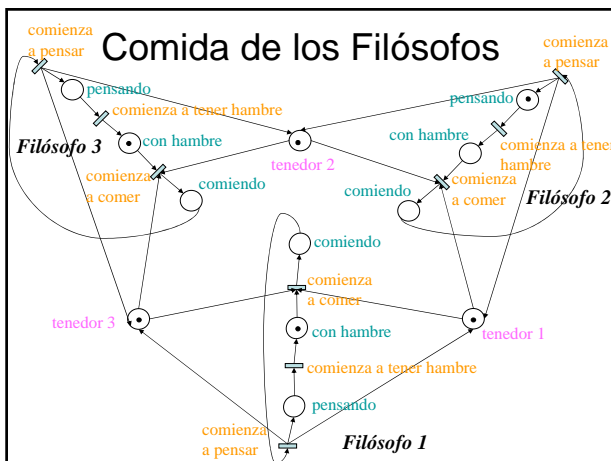 Comida de los Filósofos
comienza
a pensar
pensando
comienza a tener hambre
con hambre
Filósofo 3
comienza
a comer
comiendo
tenedor 2
comienza
a pensar
pensando
con hambre
comienza a tener
hambre
comienza
a comer
Filósofo 2
comiendo
comiendo
comienza
a comer
tenedor 3
con hambre
tenedor 1
comienza a tener hambre
pensando
comienza
a pensar
Filósofo 1